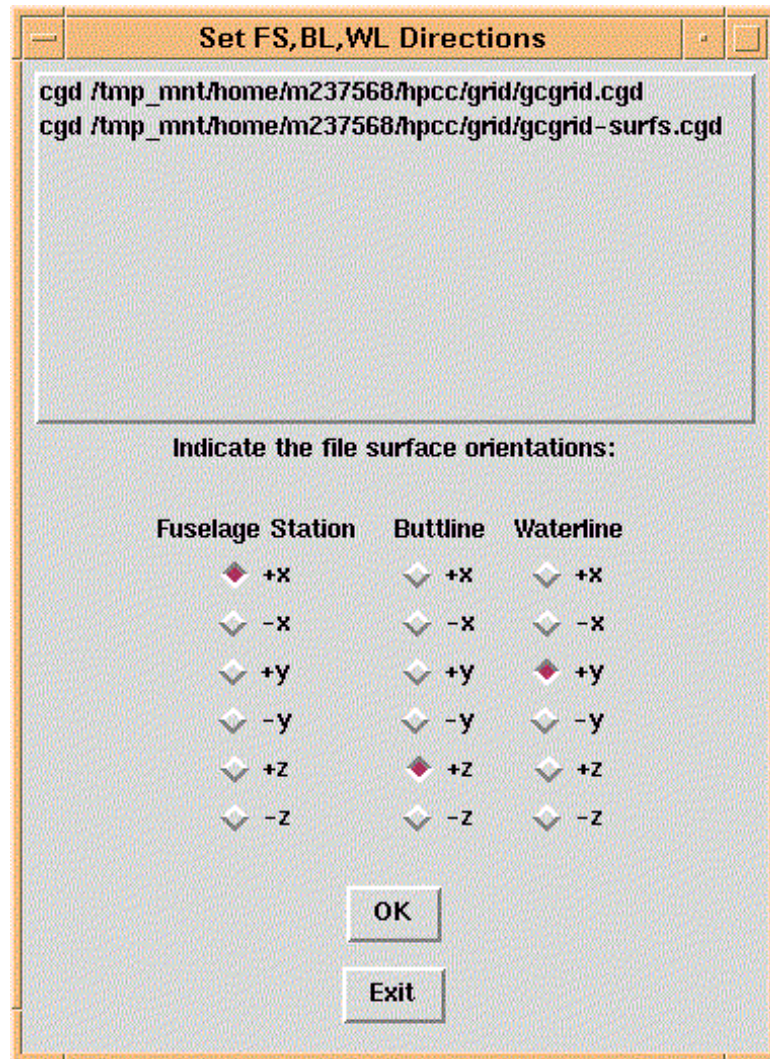 Set FS,BL,WL Directions
cgd /tmp_mnt/home/m237568/hpcc/grid/gcgrid.cgd
cgd /tmp_mnt/home/m237568/hpcc/grid/gcgrid-surfs.cgd
Indicate the file surface orientations:
Fuselage Station Buttline Waterline
+x +x +x
-x -x -x
+y +y +y
-y -y -y
+z +z +z
-z -z -z
OK
Exit